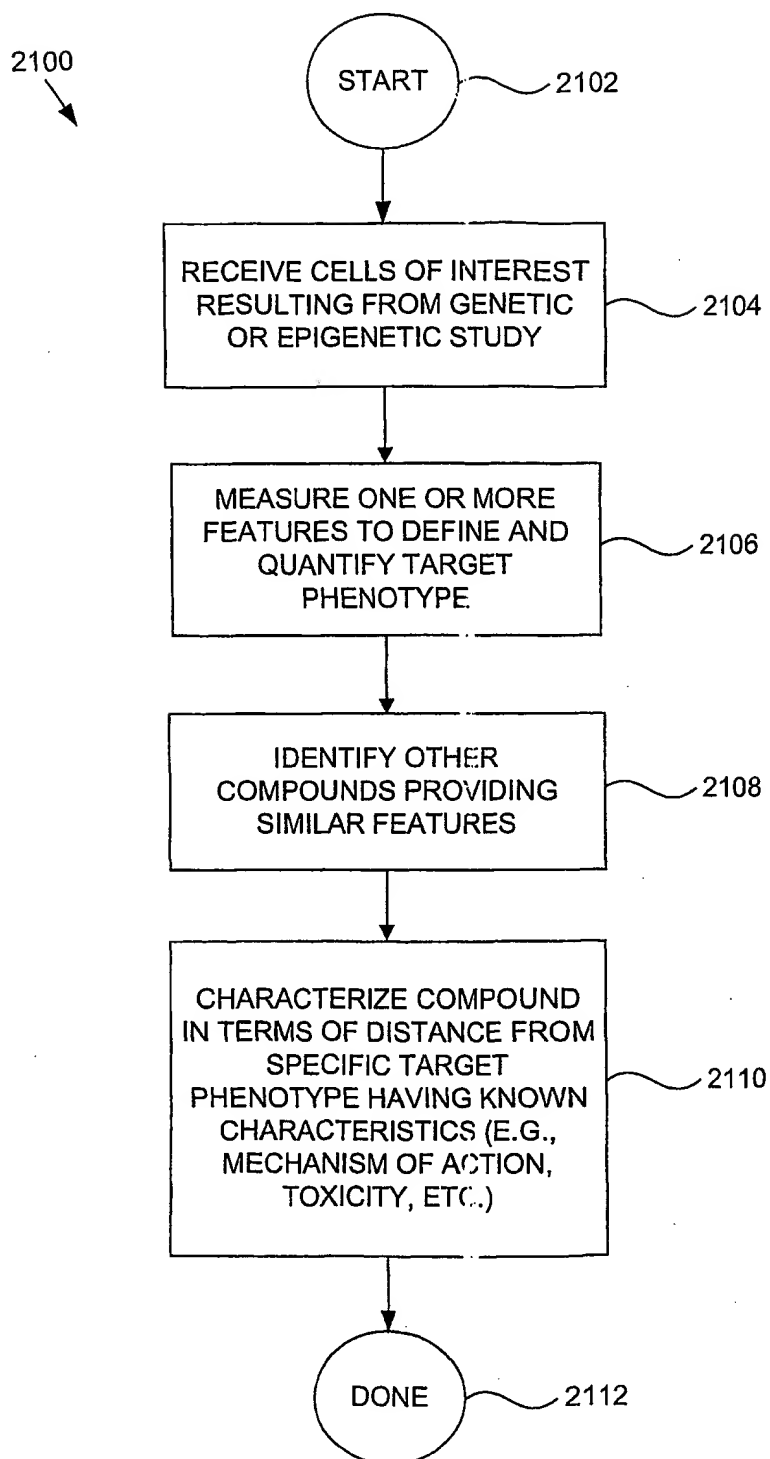 2100
START
2102
RECEIVE CELLS OF INTEREST
RESULTING FROM GENETIC
OR EPIGENETIC STUDY
2104
MEASURE ONE OR MORE
FEATURES TO DEFINE AND
QUANTIFY TARGET
PHENOTYPE
2106
IDENTIFY OTHER
COMPOUNDS PROVIDING
SIMILAR FEATURES
2108
CHARACTERIZE COMPOUND
IN TERMS OF DISTANCE FROM
SPECIFIC TARGET
PHENOTYPE HAVING KNOWN
CHARACTERISTICS (E.G.,
MECHANISM OF ACTION,
TOXICITY, ETC.)
2110
DONE
2112